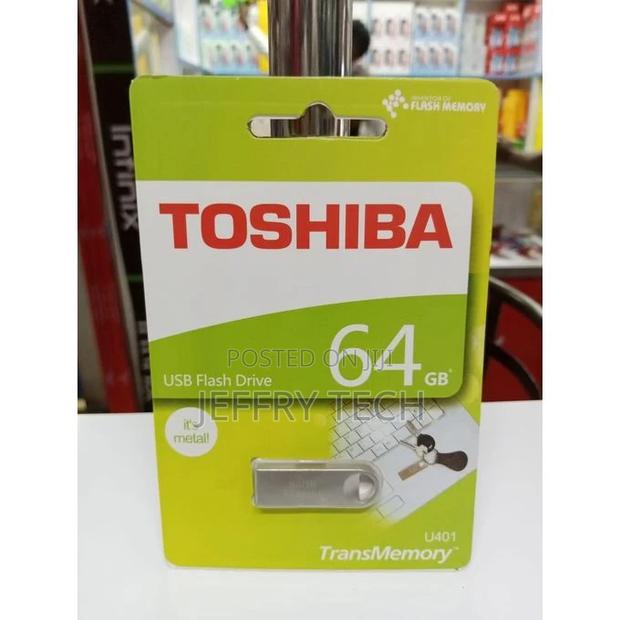 INVENTOR OF
FLASH MEMORY
TOSHIBA
infinix
64 GB*
USB Flash Drive
POSTED ON JIJI
JEFFRY TECH
it's
metal!
U401
TransMemory™